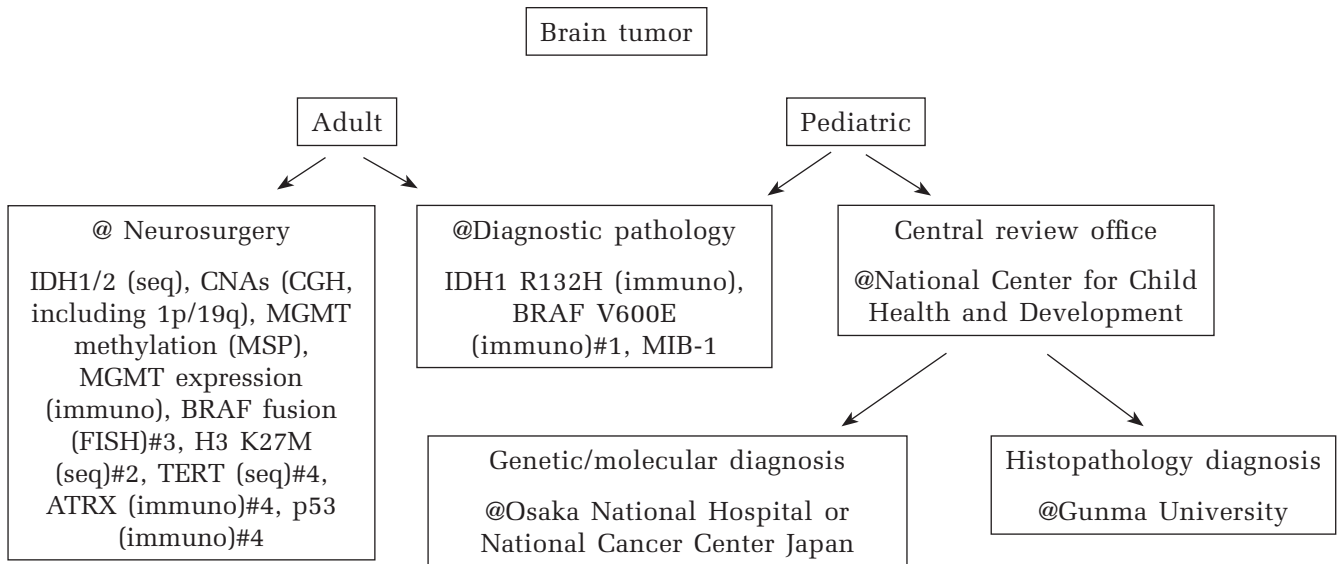 Brain tumor
Adult
Pediatric
@ Neurosurgery
IDH1/2 (seq), CNAs (CGH,
including 1p/19q), MGMT
methylation (MSP),
MGMT expression
(immuno), BRAF fusion
(FISH)#3, H3 K27M
(seq)#2, TERT (seq)#4,
ATRX (immuno)#4, p53
(immuno)#4
@Diagnostic pathology
IDH1 R132H (immuno),
BRAF V600E
(immuno)#1, MIB-1
Central review office
@National Center for Child
Health and Development
Genetic/molecular diagnosis
@Osaka National Hospital or
National Cancer Center Japan
Histopathology diagnosis
@Gunma University